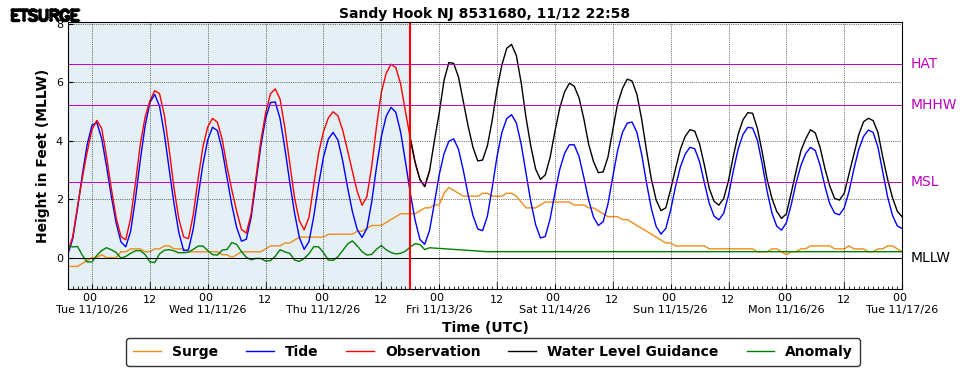 ETSURGE
Sandy Hook NJ 8531680, 11/12 22:58
Height in Feet (MLLW)
8
6
4
2
0
HAT
MHHW
MSL
MLLW
00 12 00 12 00 12 00 12 00 12 00 12 00 12 00
Tue 11/10/26 Wed 11/11/26 Thu 11/12/26 Fri 11/13/26 Sat 11/14/26 Sun 11/15/26 Mon 11/16/26 Tue 11/17/26
Time (UTC)
Surge Tide Observation Water Level Guidance Anomaly